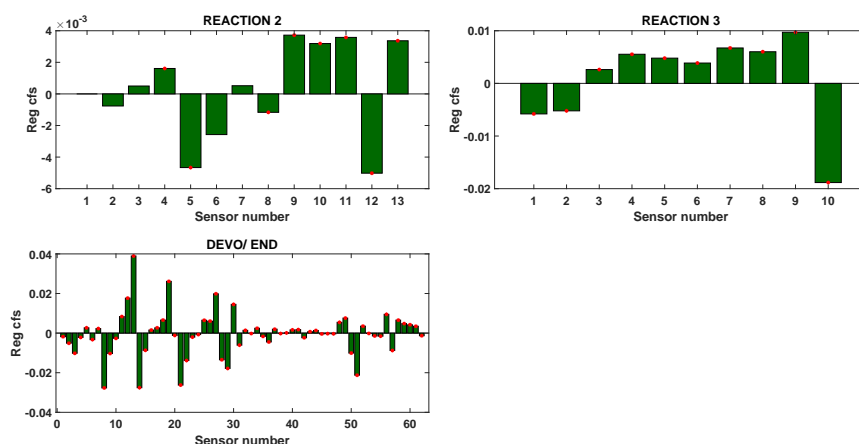 REACTION 2
×10⁻³
4
2
0
-2
-4
-6
Reg cfs
1 2 3 4 5 6 7 8 9 10 11 12 13
Sensor number
REACTION 3
0.01
0
-0.01
-0.02
Reg cfs
1 2 3 4 5 6 7 8 9 10
Sensor number
DEVO/ END
0.04
0.02
0
-0.02
-0.04
Reg cfs
0 10 20 30 40 50 60
Sensor number